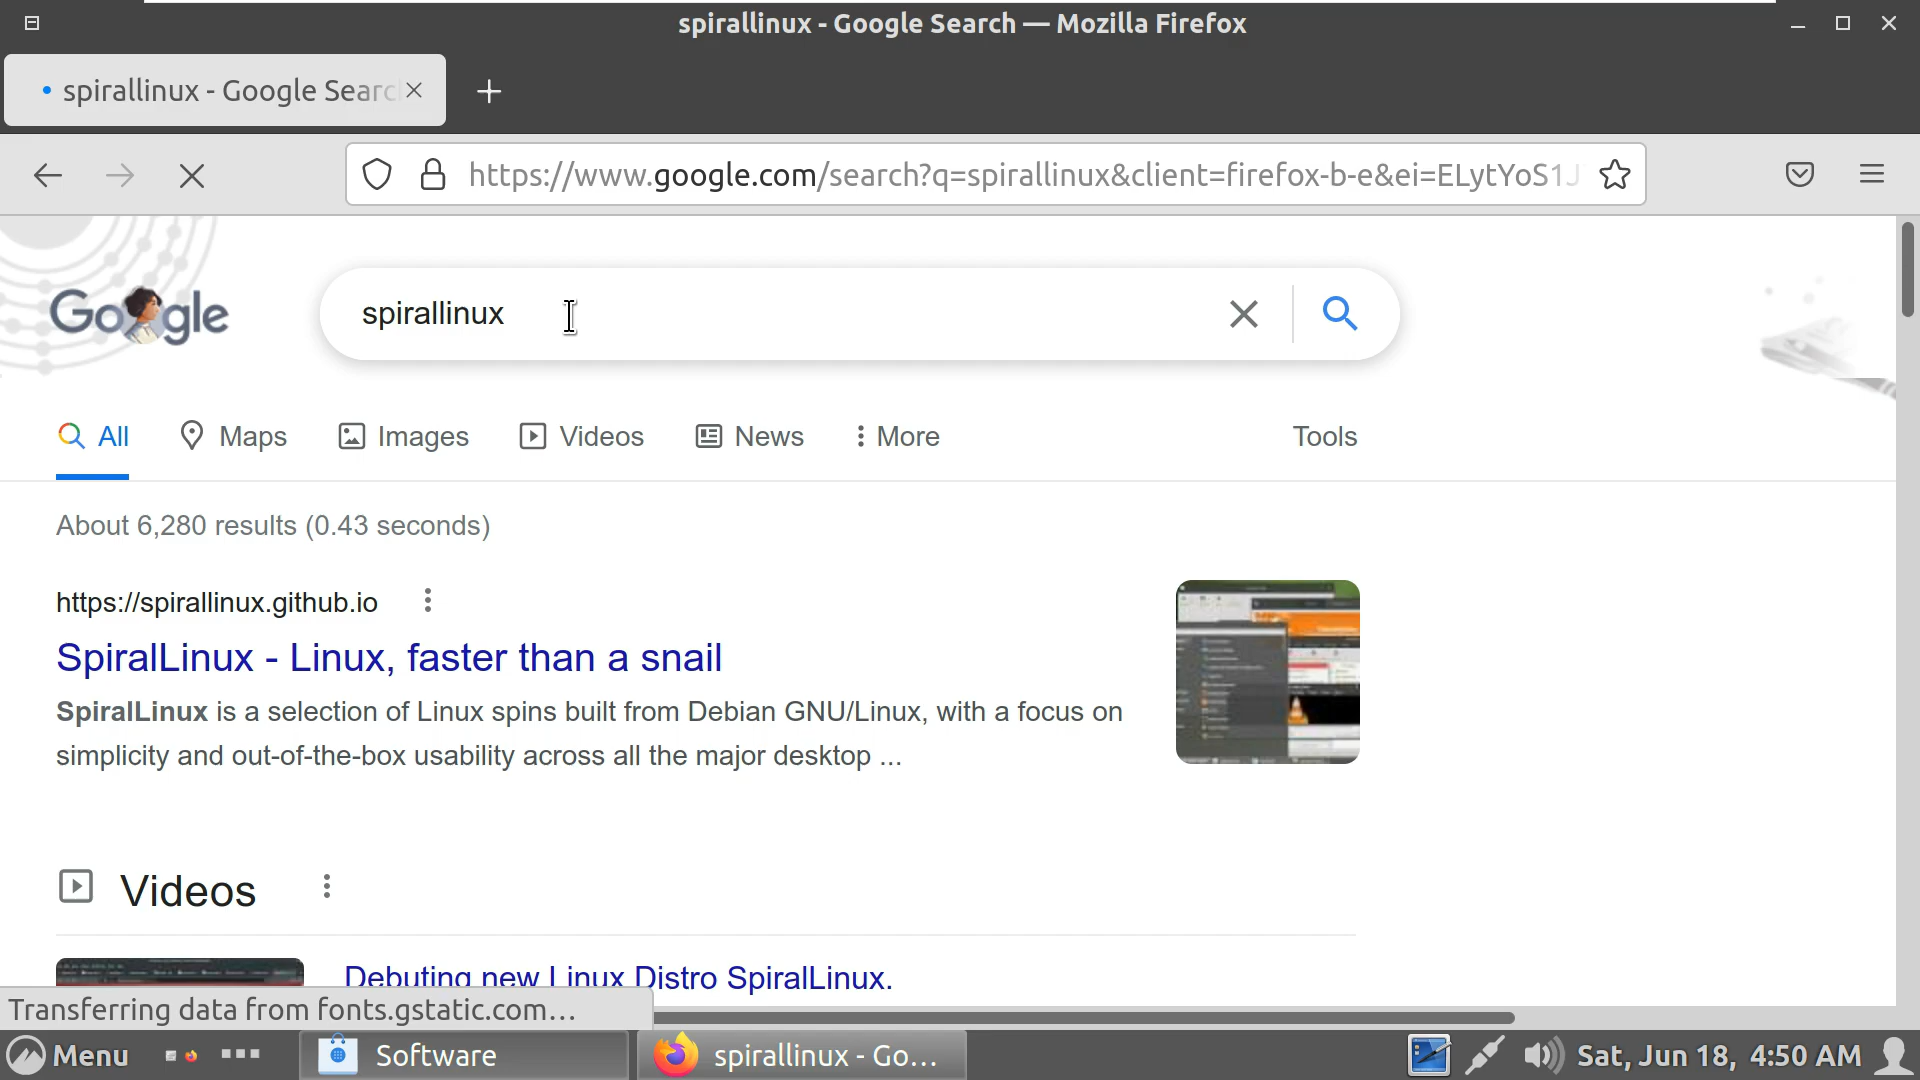 spirallinux - Google Search — Mozilla Firefox
spirallinux - Google Searc
https://www.google.com/search?q=spirallinux&client=firefox-b-e&ei=ELytYoS1J
Google
spirallinux
All
Maps
Images
Videos
News
More
Tools
About 6,280 results (0.43 seconds)
https://spirallinux.github.io
SpiralLinux - Linux, faster than a snail
SpiralLinux is a selection of Linux spins built from Debian GNU/Linux, with a focus on
simplicity and out-of-the-box usability across all the major desktop ...
Videos
Debuting new Linux Distro SpiralLinux.
Transferring data from fonts.gstatic.com...
Menu
Software
spirallinux - Go...
Sat, Jun 18, 4:50 AM